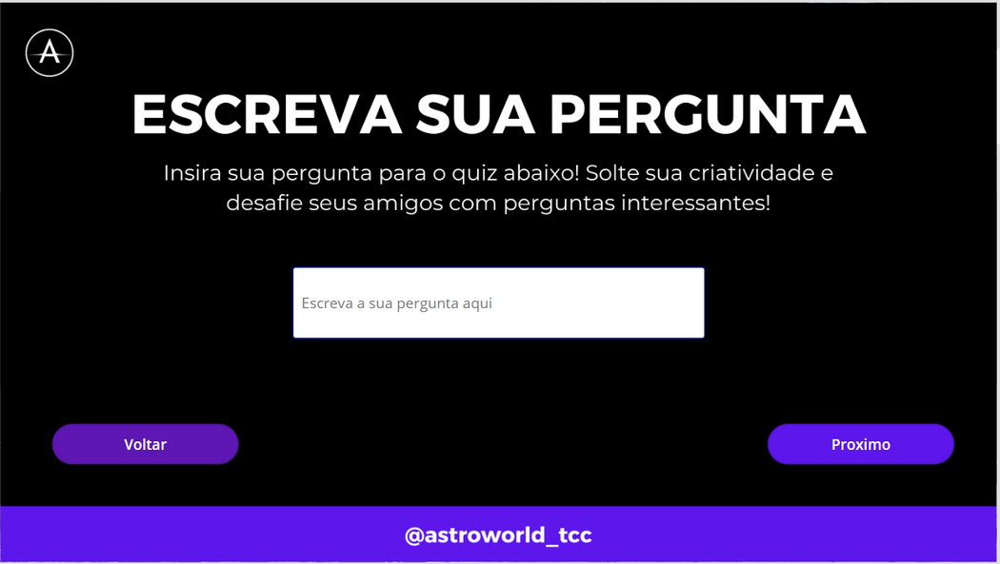 A
ESCREVA SUA PERGUNTA
Insira sua pergunta para o quiz abaixo! Solte sua criatividade e
desafie seus amigos com perguntas interessantes!
Escreva a sua pergunta aqui
Voltar
Proximo
@astroworld_tcc